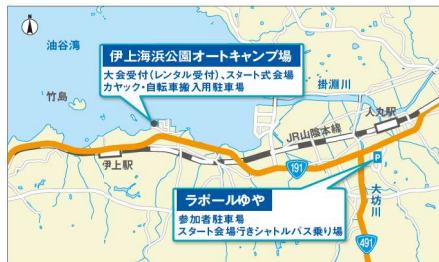 油谷湾
伊上海浜公園オートキャンプ場
大会受付(レンタル受付)、スタート式会場
カヤック・自転車搬入用駐車場
竹島
掛淵川
人丸駅
JR山陰本線
伊上駅
191
P
ラポールゆや
参加者駐車場
スタート会場行きシャトルバス乗り場
大坊川
491